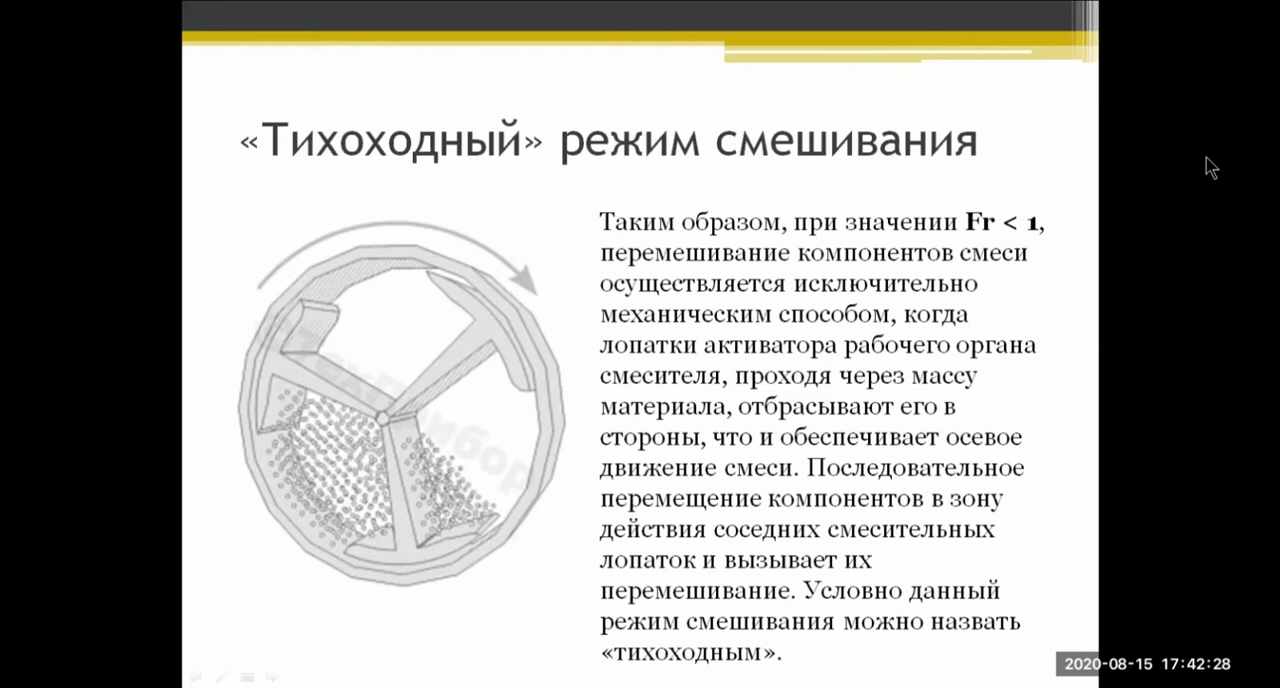 «Тихоходный» режим смешивания
Таким образом, при значении Fr < 1,
перемешивание компонентов смеси
осуществляется исключительно
механическим способом, когда
лопатки активатора рабочего органа
смесителя, проходя через массу
материала, отбрасывают его в
стороны, что и обеспечивает осевое
движение смеси. Последовательное
перемещение компонентов в зону
действия соседних смесительных
лопаток и вызывает их
перемешивание. Условно данный
режим смешивания можно назвать
«тихоходным».
2020-08-15 17:42:28